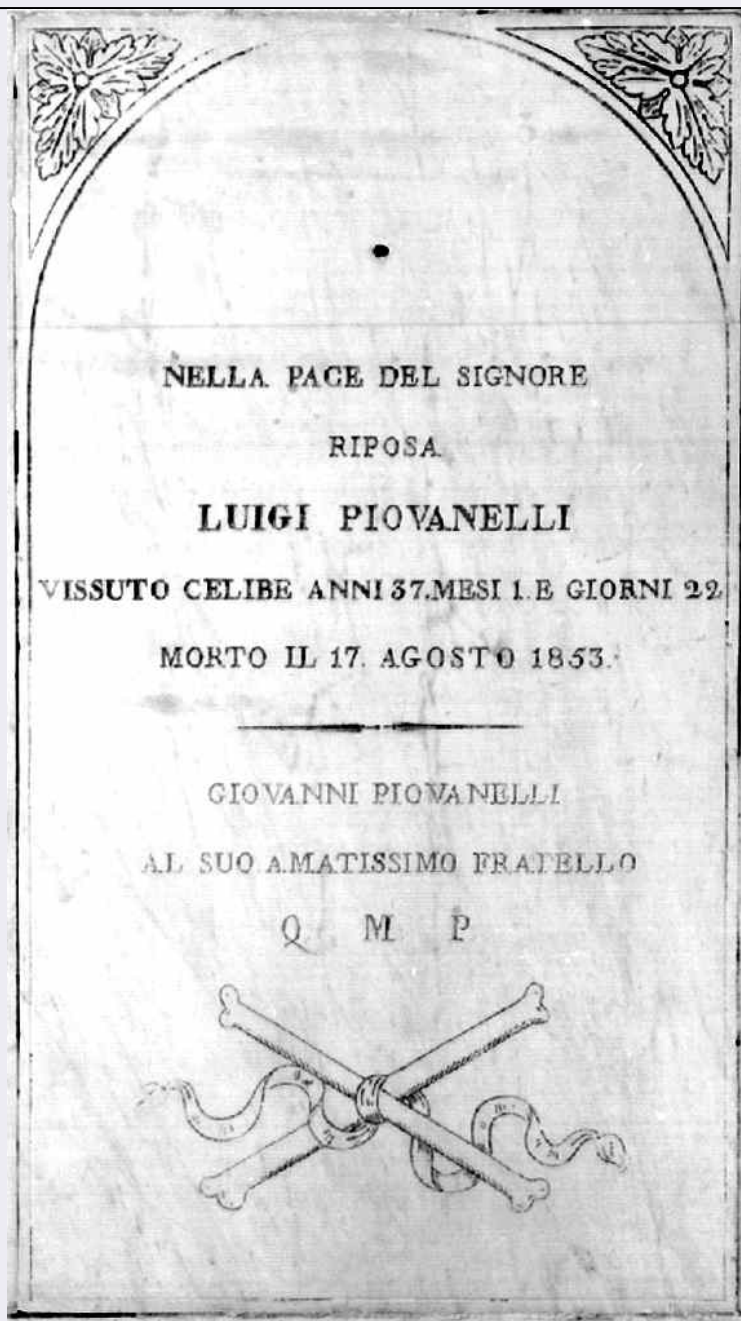 NELLA PACE DEL SIGNORE
RIPOSA
LUIGI PIOVANELLI
VISSUTO CELIBE ANNI 37. MESI 1. E GIORNI 22
MORTO IL 17. AGOSTO 1853.
GIOVANNI PIOVANELLI
AL SUO AMATISSIMO FRATELLO
Q M P